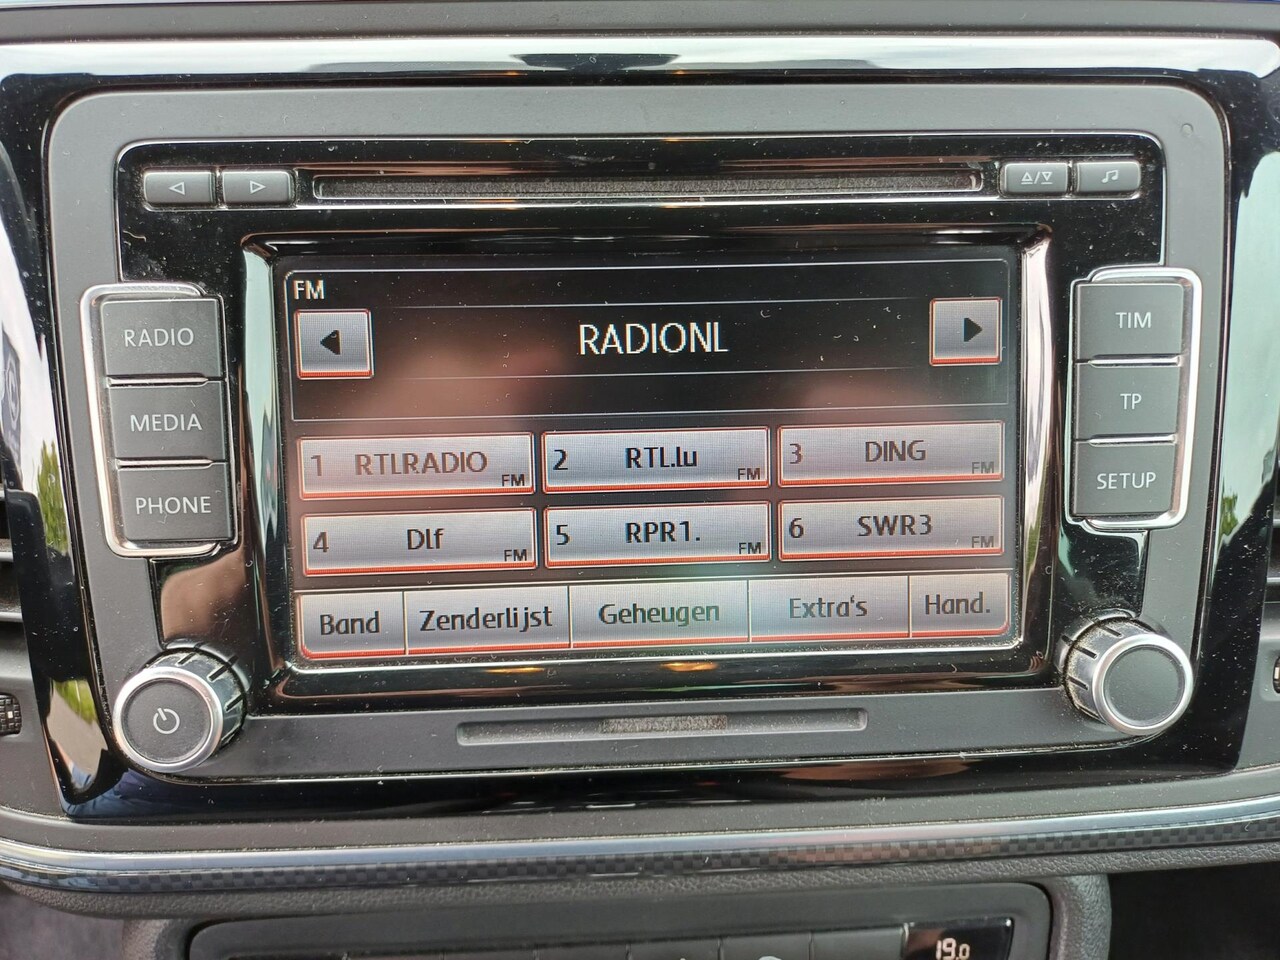 FM
RADIONL
RADIO
MEDIA
PHONE
TIM
TP
SETUP
1 RTLRADIO FM
2 RTL.lu FM
3 DING FM
4 Dlf FM
5 RPR1. FM
6 SWR3 FM
Band Zenderlijst Geheugen Extra's Hand.
19.0